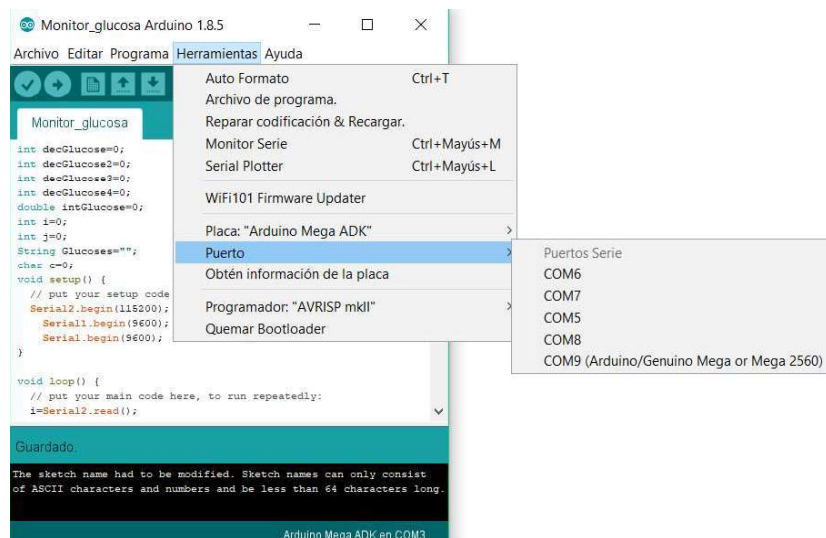 Monitor_glucosa Arduino 1.8.5
Archivo Editar Programa Herramientas Ayuda
Monitor_glucosa
Auto Formato Ctrl+T
Archivo de programa.
Reparar codificación & Recargar.
Monitor Serie Ctrl+Mayús+M
Serial Plotter Ctrl+Mayús+L
WiFi101 Firmware Updater
Placa: "Arduino Mega ADK"
Puerto
Obtén información de la placa
Programador: "AVRISP mkII"
Quemar Bootloader
Puertos Serie
COM6
COM7
COM5
COM8
COM9 (Arduino/Genuino Mega or Mega 2560)
int decGlucose=0;
int decGlucose2=0;
int decGlucose3=0;
int decGlucose4=0;
double intGlucose=0;
int i=0;
int j=0;
String Glucoses="";
char c=0;
void setup() {
// put your setup code
Serial2.begin(115200);
Serial1.begin(9600);
Serial.begin(9600);
}
void loop() {
// put your main code here, to run repeatedly:
i=Serial2.read();
Guardado.
The sketch name had to be modified. Sketch names can only consist
of ASCII characters and numbers and be less than 64 characters long.
Arduino Mega ADK en COM3